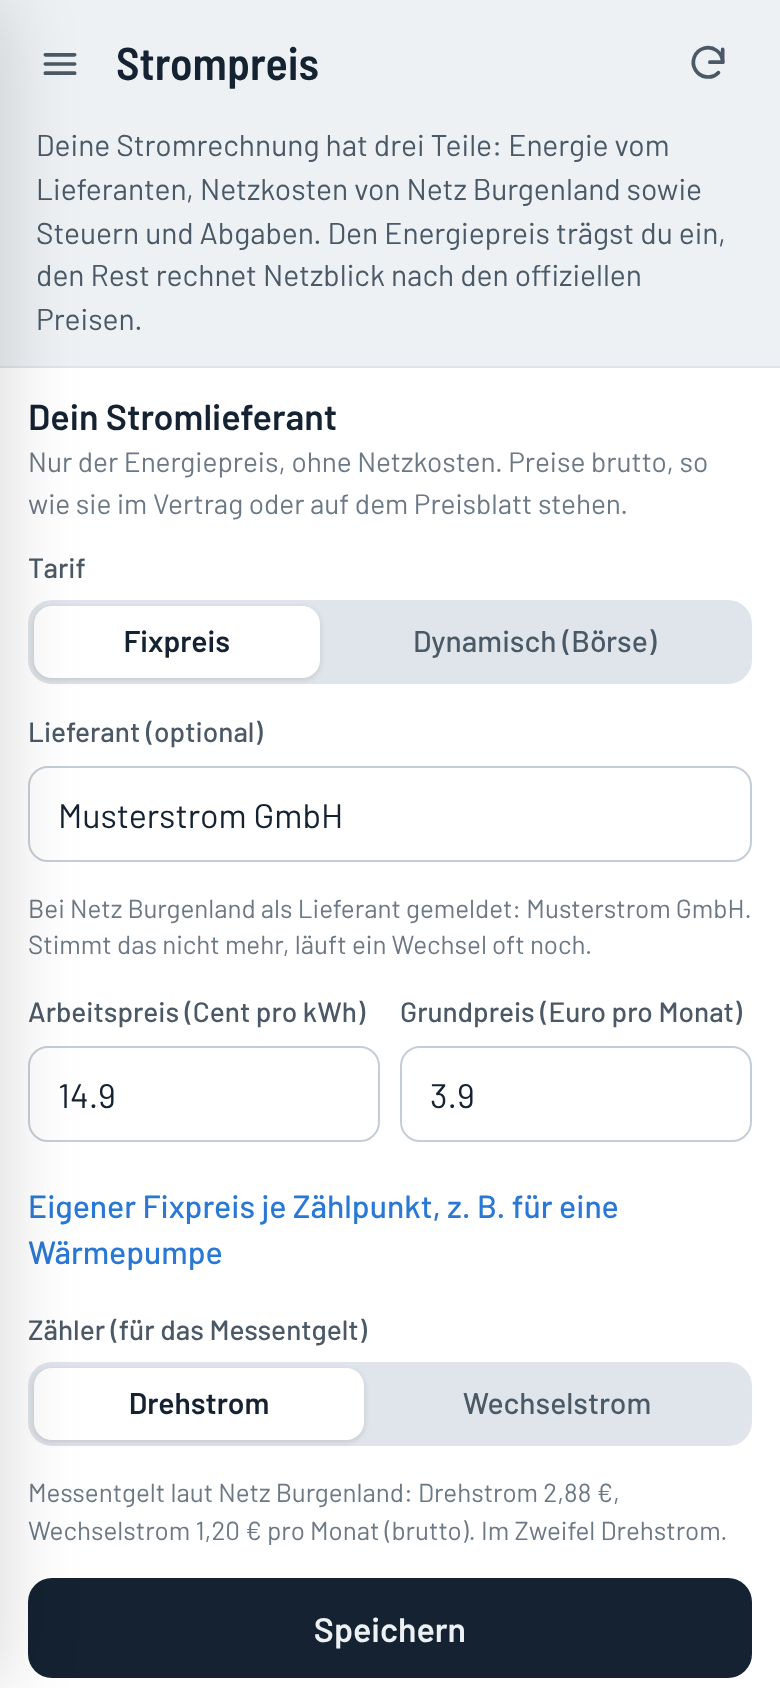 Strompreis
Deine Stromrechnung hat drei Teile: Energie vom
Lieferanten, Netzkosten von Netz Burgenland sowie
Steuern und Abgaben. Den Energiepreis trägst du ein,
den Rest rechnet Netzblick nach den offiziellen
Preisen.
Dein Stromlieferant
Nur der Energiepreis, ohne Netzkosten. Preise brutto, so
wie sie im Vertrag oder auf dem Preisblatt stehen.
Tarif
Fixpreis
Dynamisch (Börse)
Lieferant (optional)
Musterstrom GmbH
Bei Netz Burgenland als Lieferant gemeldet: Musterstrom GmbH.
Stimmt das nicht mehr, läuft ein Wechsel oft noch.
Arbeitspreis (Cent pro kWh)
Grundpreis (Euro pro Monat)
14.9
3.9
Eigener Fixpreis je Zählpunkt, z. B. für eine
Wärmepumpe
Zähler (für das Messentgelt)
Drehstrom
Wechselstrom
Messentgelt laut Netz Burgenland: Drehstrom 2,88 €,
Wechselstrom 1,20 € pro Monat (brutto). Im Zweifel Drehstrom.
Speichern